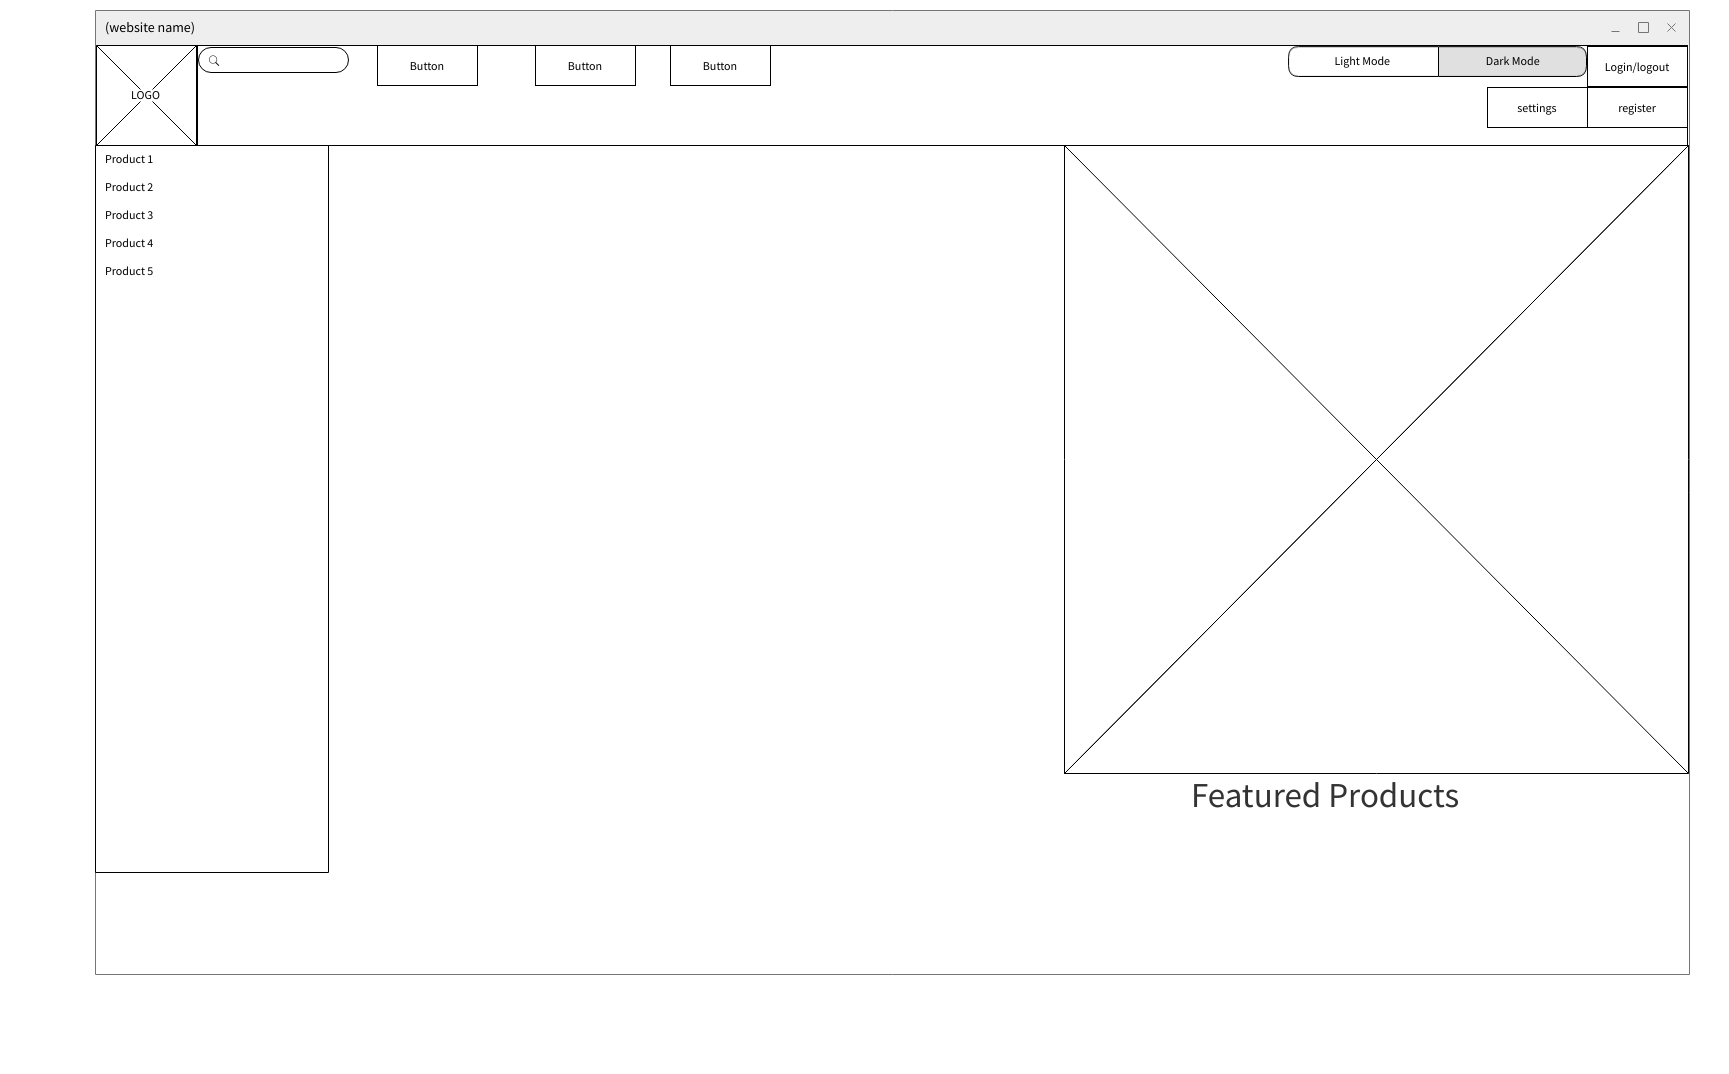 (website name)
LOGO
Button
Button
Button
Light Mode
Dark Mode
Login/logout
settings
register
Product 1
Product 2
Product 3
Product 4
Product 5
Featured Products